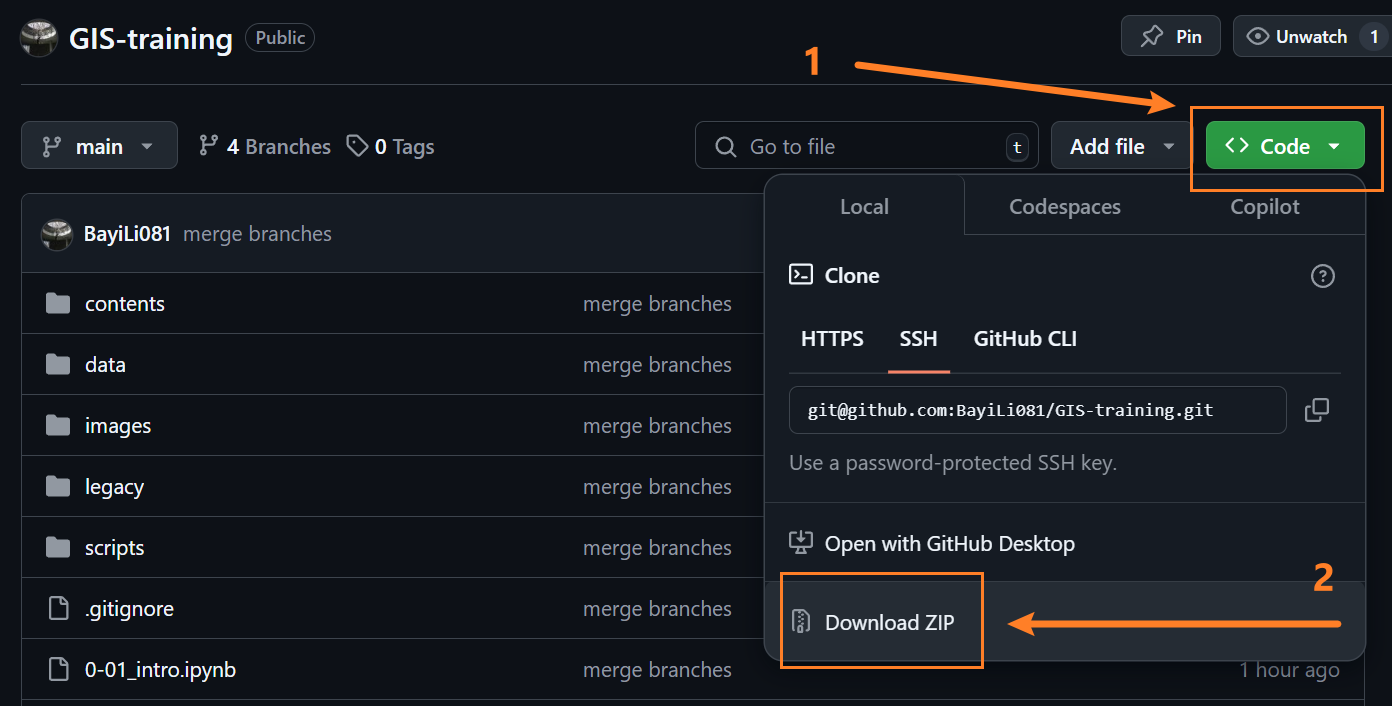 GIS-training Public
Pin
Unwatch 1
1
main
4 Branches
0 Tags
Go to file t
Add file
Code
BayiLi081 merge branches
contents merge branches
data merge branches
images merge branches
legacy merge branches
scripts merge branches
.gitignore merge branches
0-01_intro.ipynb merge branches 1 hour ago
Local Codespaces Copilot
Clone
HTTPS SSH GitHub CLI
git@github.com:BayiLi081/GIS-training.git
Use a password-protected SSH key.
Open with GitHub Desktop
2
Download ZIP